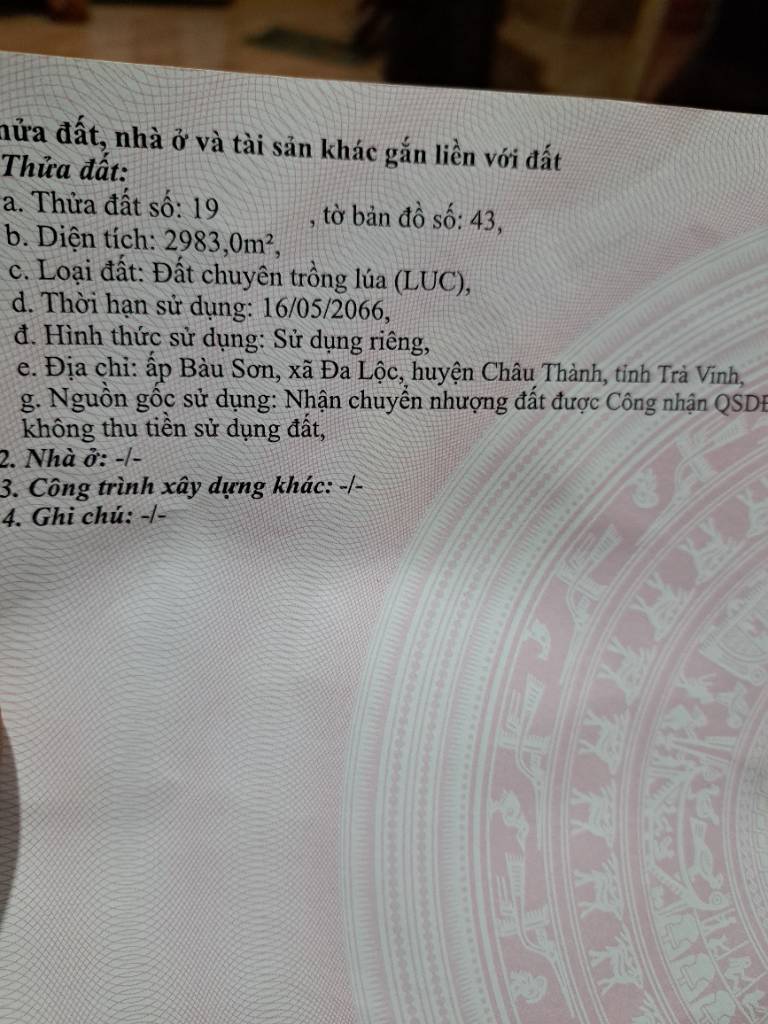 thửa đất, nhà ở và tài sản khác gắn liền với đất
Thửa đất:
a. Thửa đất số: 19 , tờ bản đồ số: 43,
b. Diện tích: 2983,0m²,
c. Loại đất: Đất chuyên trồng lúa (LUC),
d. Thời hạn sử dụng: 16/05/2066,
đ. Hình thức sử dụng: Sử dụng riêng,
e. Địa chỉ: ấp Bàu Sơn, xã Đa Lộc, huyện Châu Thành, tỉnh Trà Vinh,
g. Nguồn gốc sử dụng: Nhận chuyển nhượng đất được Công nhận QSDĐ
không thu tiền sử dụng đất,
2. Nhà ở: -/-
3. Công trình xây dựng khác: -/-
4. Ghi chú: -/-